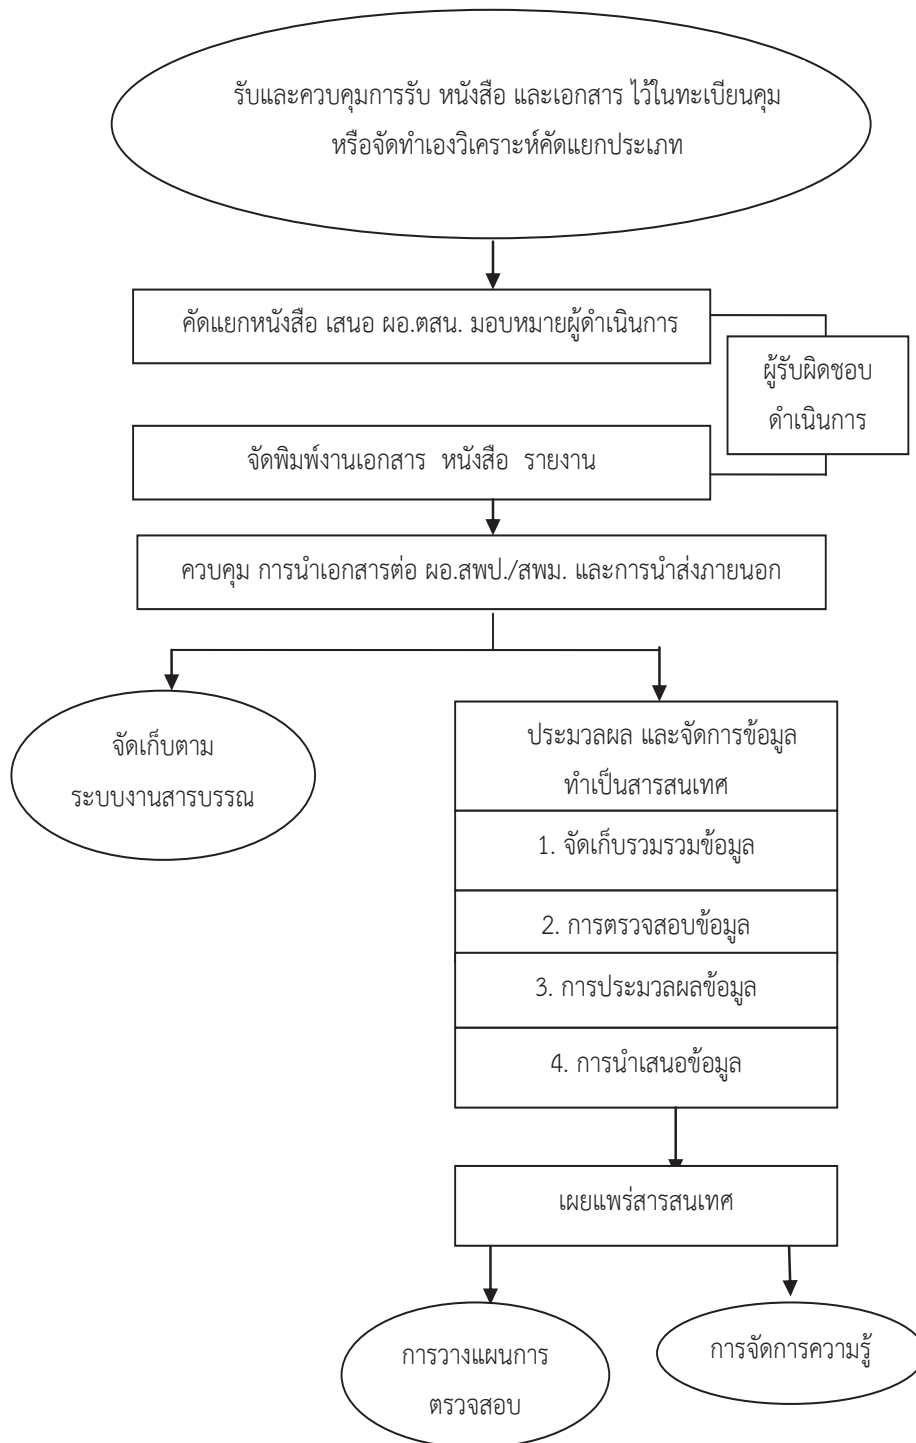 รับและควบคุมการรับ หนังสือ และเอกสาร ไว้ในทะเบียนคุม
หรือจัดทำเองวิเคราะห์คัดแยกประเภท
คัดแยกหนังสือ เสนอ ผอ.ตสน. มอบหมายผู้ดำเนินการ
ผู้รับผิดชอบ
ดำเนินการ
จัดพิมพ์งานเอกสาร หนังสือ รายงาน
ควบคุม การนำเอกสารต่อ ผอ.สพป./สพม. และการนำส่งภายนอก
จัดเก็บตาม
ระบบงานสารบรรณ
ประมวลผล และจัดการข้อมูล
ทำเป็นสารสนเทศ
1. จัดเก็บรวมรวมข้อมูล
2. การตรวจสอบข้อมูล
3. การประมวลผลข้อมูล
4. การนำเสนอข้อมูล
เผยแพร่สารสนเทศ
การวางแผนการ
ตรวจสอบ
การจัดการความรู้